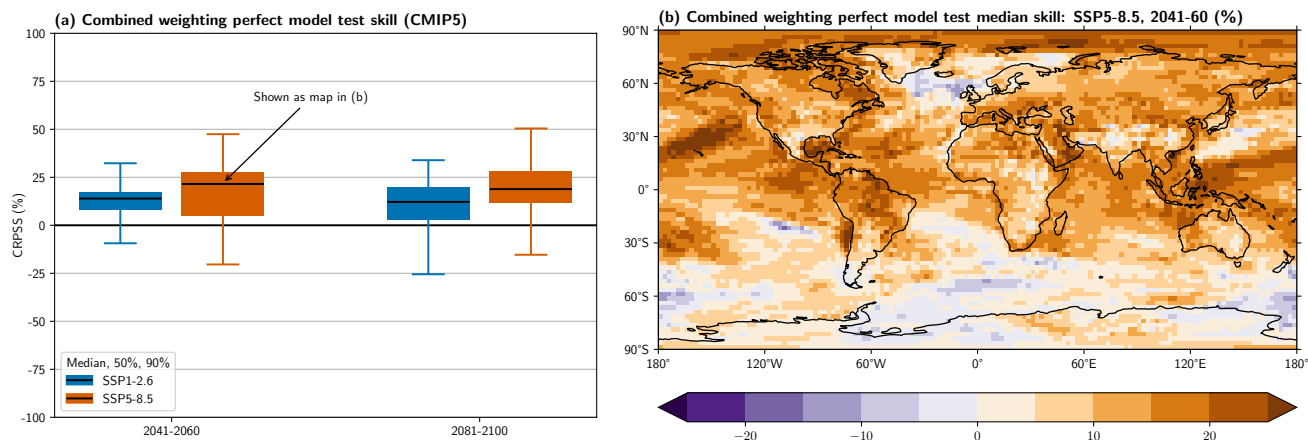 (a) Combined weighting perfect model test skill (CMIP5)
100
75
50
25
0
-25
-50
-75
-100
CRPSS (%)
Shown as map in (b)
Median, 50%, 90%
SSP1-2.6
SSP5-8.5
2041-2060
2081-2100
(b) Combined weighting perfect model test median skill: SSP5-8.5, 2041-60 (%)
90°N
60°N
30°N
0°
30°S
60°S
90°S
180° 120°W 60°W 0° 60°E 120°E 180°
−20 −10 0 10 20